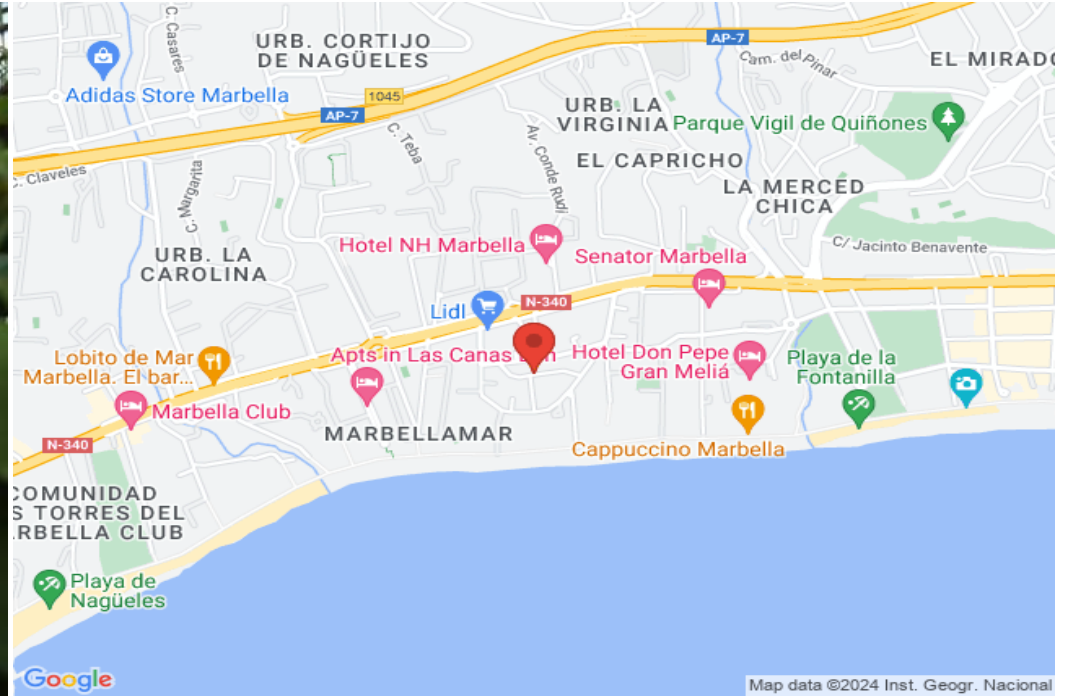 C. Casares
URB. CORTIJO
DE NAGÜELES
AP-7
Cam. del Pinar
EL MIRADO
Adidas Store Marbella
1045
AP-7
C. Teba
URB. LA
VIRGINIA
Parque Vigil de Quiñones
Av. Conde Rudi
EL CAPRICHO
C. Claveles
C. Margarita
LA MERCED
CHICA
URB. LA
CAROLINA
Hotel NH Marbella
Senator Marbella
C/ Jacinto Benavente
Lidl
N-340
Lobito de Mar
Marbella. El bar...
Apts in Las Canas
Hotel Don Pepe
Gran Meliá
Playa de la
Fontanilla
Marbella Club
MARBELLAMAR
Cappuccino Marbella
N-340
COMUNIDAD
S TORRES DEL
RBELLA CLUB
Playa de
Nagüeles
Google
Map data ©2024 Inst. Geogr. Nacional